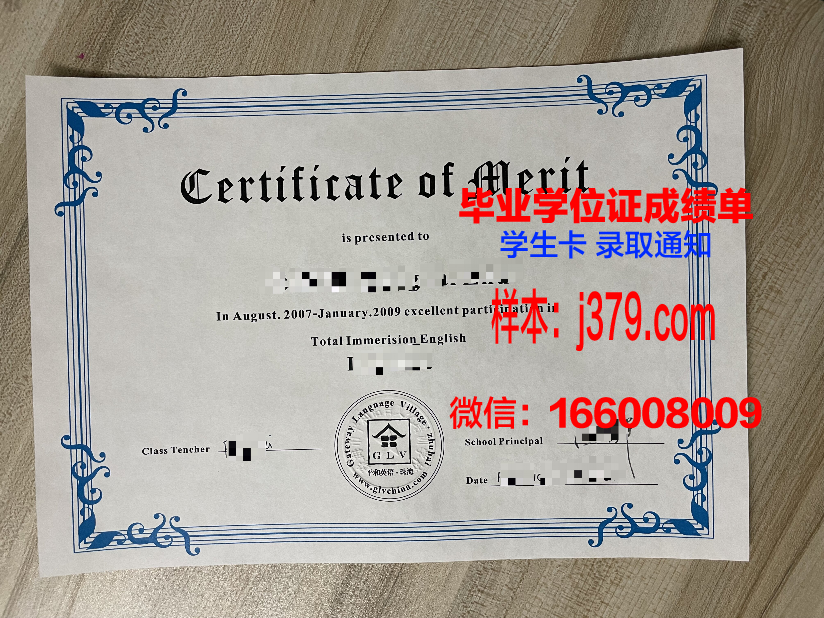 Certificate of Merit
毕业学位证成绩单
is presented to
学生卡 录取通知
In August, 2007-January,2009 excellent participation in
样本: j379.com
Total Immerision English
微信: 166008009
Class Tencher
Gateway Language Village · zhuhai
GLV
www.glvchina.com
School Principal
Date